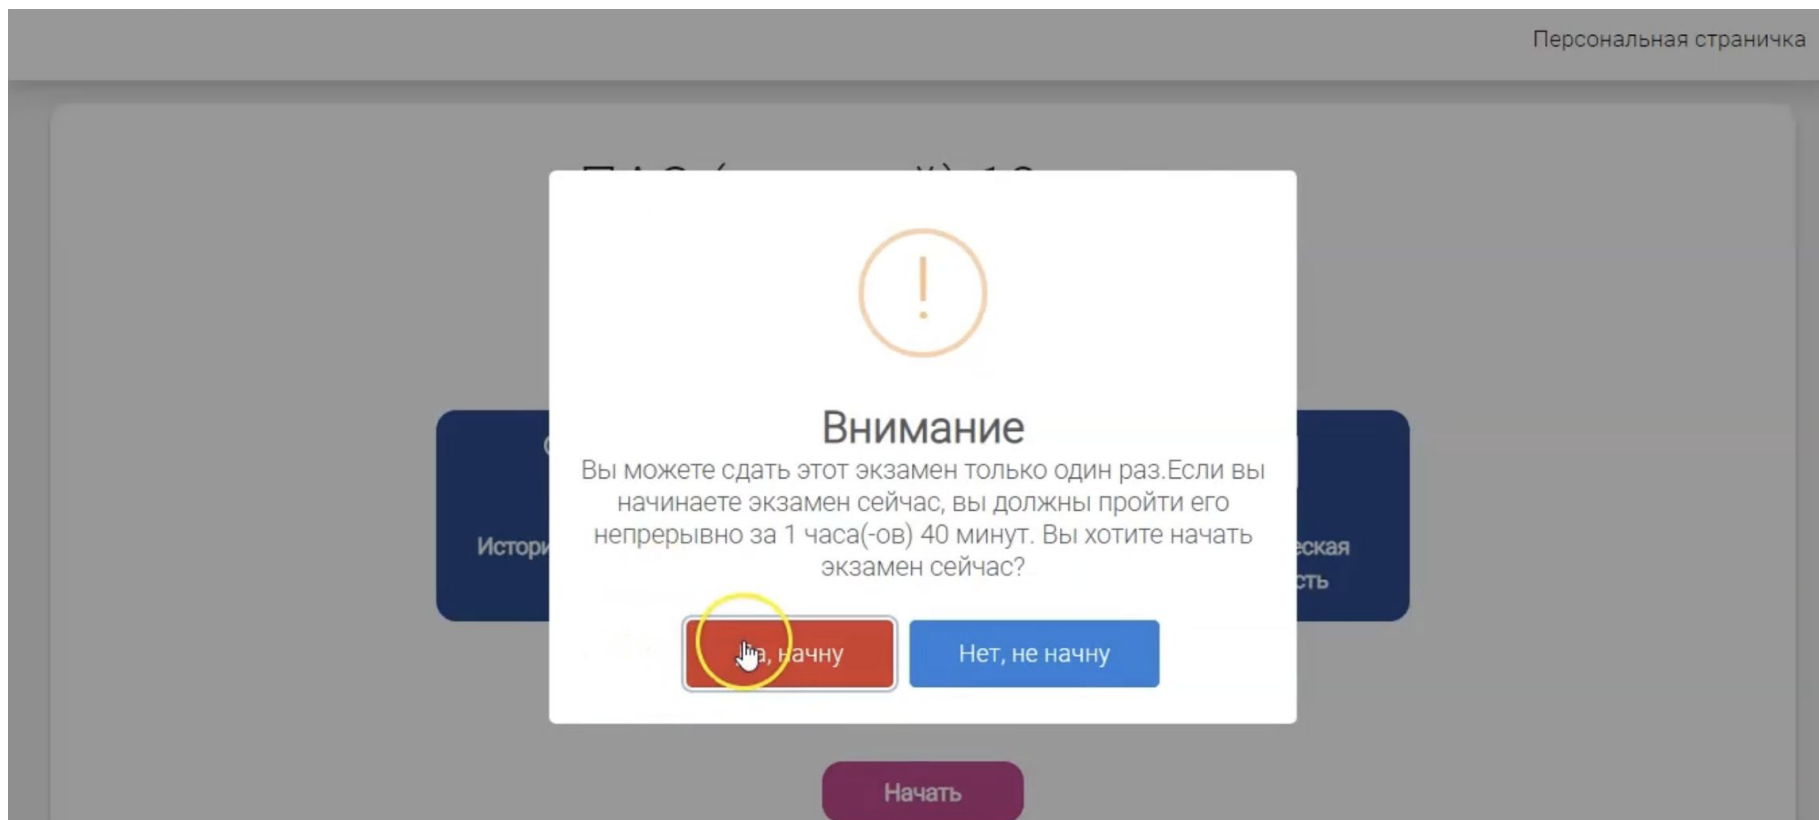 Персональная страничка
Внимание
Вы можете сдать этот экзамен только один раз.Если вы
начинаете экзамен сейчас, вы должны пройти его
непрерывно за 1 часа(-ов) 40 минут. Вы хотите начать
экзамен сейчас?
начну
Нет, не начну
Начать